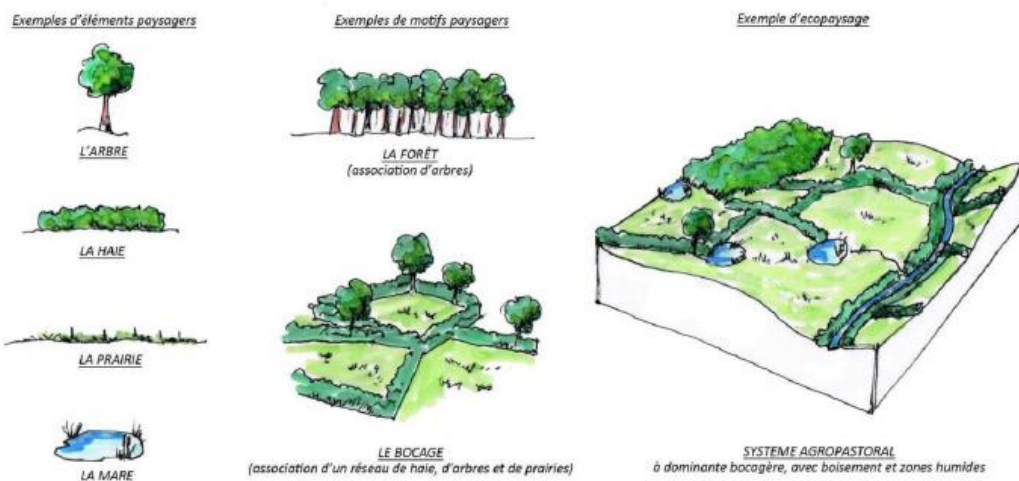 Exemples d'éléments paysagers
L'ARBRE
LA HAIE
LA PRAIRIE
LA MARE
Exemples de motifs paysagers
LA FORÊT
(association d'arbres)
LE BOCAGE
(association d'un réseau de haie, d'arbres et de prairies)
Exemple d'ecopaysage
SYSTEME AGROPASTORAL
à dominante bocagère, avec boisement et zones humides